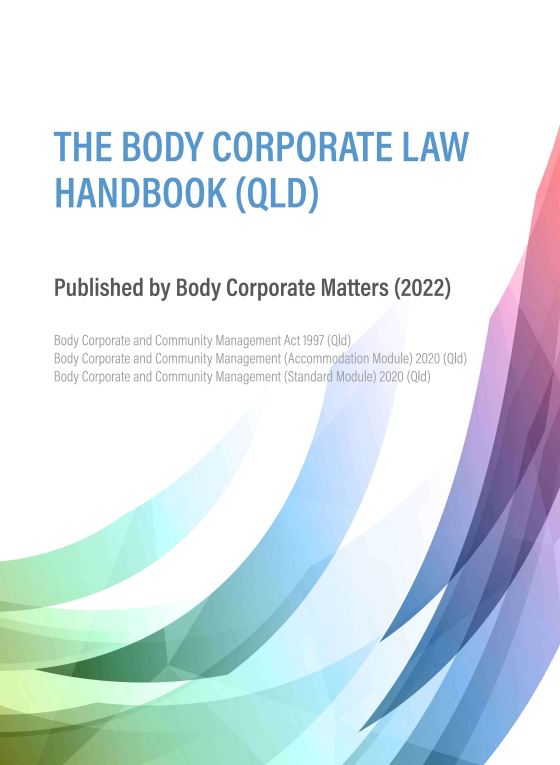 THE BODY CORPORATE LAW
HANDBOOK (QLD)
Published by Body Corporate Matters (2022)
Body Corporate and Community Management Act 1997 (Qld)
Body Corporate and Community Management (Accommodation Module) 2020 (Qld)
Body Corporate and Community Management (Standard Module) 2020 (Qld)